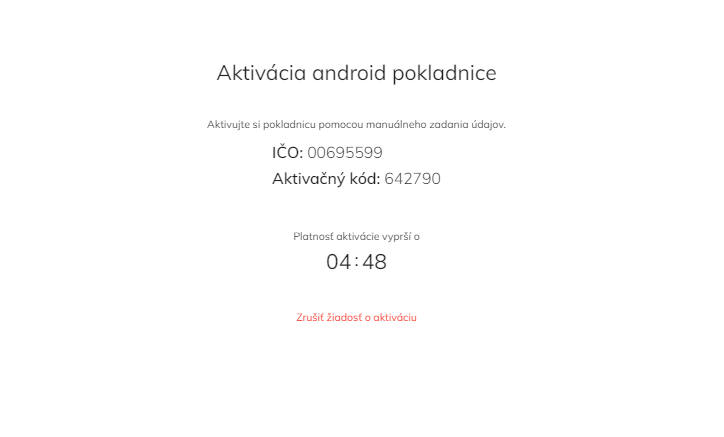 Aktivácia android pokladnice
Aktivujte si pokladnicu pomocou manuálneho zadania údajov.
IČO: 00695599
Aktivačný kód: 642790
Platnosť aktivácie vyprší o
04:48
Zrušiť žiadosť o aktiváciu